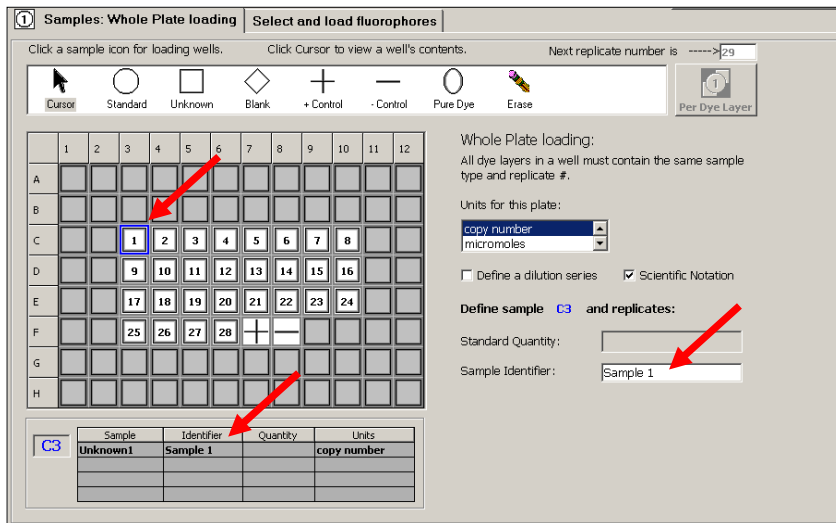 1 Samples: Whole Plate loading Select and load fluorophores
Click a sample icon for loading wells. Click Cursor to view a well's contents. Next replicate number is ----->29
Cursor Standard Unknown Blank + Control - Control Pure Dye Erase
1
Per Dye Layer
1 2 3 4 5 6 7 8 9 10 11 12
A
B
C 1 2 3 4 5 6 7 8
D 9 10 11 12 13 14 15 16
E 17 18 19 20 21 22 23 24
F 25 26 27 28 + −
G
H
Whole Plate loading:
All dye layers in a well must contain the same sample
type and replicate #.
Units for this plate:
copy number
micromoles
Define a dilution series Scientific Notation
Define sample C3 and replicates:
Standard Quantity:
Sample Identifier: Sample 1
C3
Sample Identifier Quantity Units
Unknown1 Sample 1 copy number